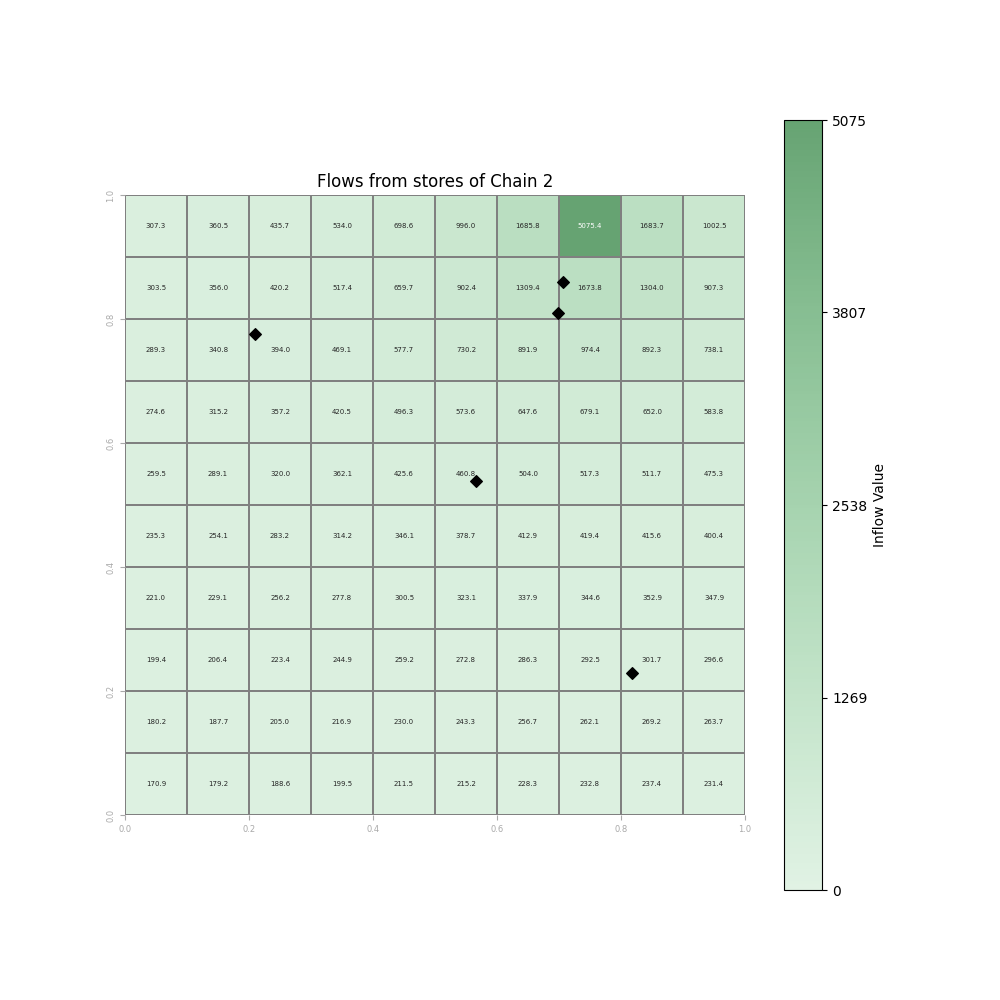 Flows from stores of Chain 2
5075
1.0
307.3 360.5 435.7 534.0 698.6 996.0 1685.8 5075.4 1683.7 1002.5
303.5 356.0 420.2 517.4 659.7 902.4 1309.4 1673.8 1304.0 907.3
0.8
3807
289.3 340.8 394.0 469.1 577.7 730.2 891.9 974.4 892.3 738.1
274.6 315.2 357.2 420.5 496.3 573.6 647.6 679.1 652.0 583.8
0.6
259.5 289.1 320.0 362.1 425.6 460.8 504.0 517.3 511.7 475.3
2538
Inflow Value
235.3 254.1 283.2 314.2 346.1 378.7 412.9 419.4 415.6 400.4
0.4
221.0 229.1 256.2 277.8 300.5 323.1 337.9 344.6 352.9 347.9
199.4 206.4 223.4 244.9 259.2 272.8 286.3 292.5 301.7 296.6
0.2
1269
180.2 187.7 205.0 216.9 230.0 243.3 256.7 262.1 269.2 263.7
170.9 179.2 188.6 199.5 211.5 215.2 228.3 232.8 237.4 231.4
0.0
0.0 0.2 0.4 0.6 0.8 1.0
0